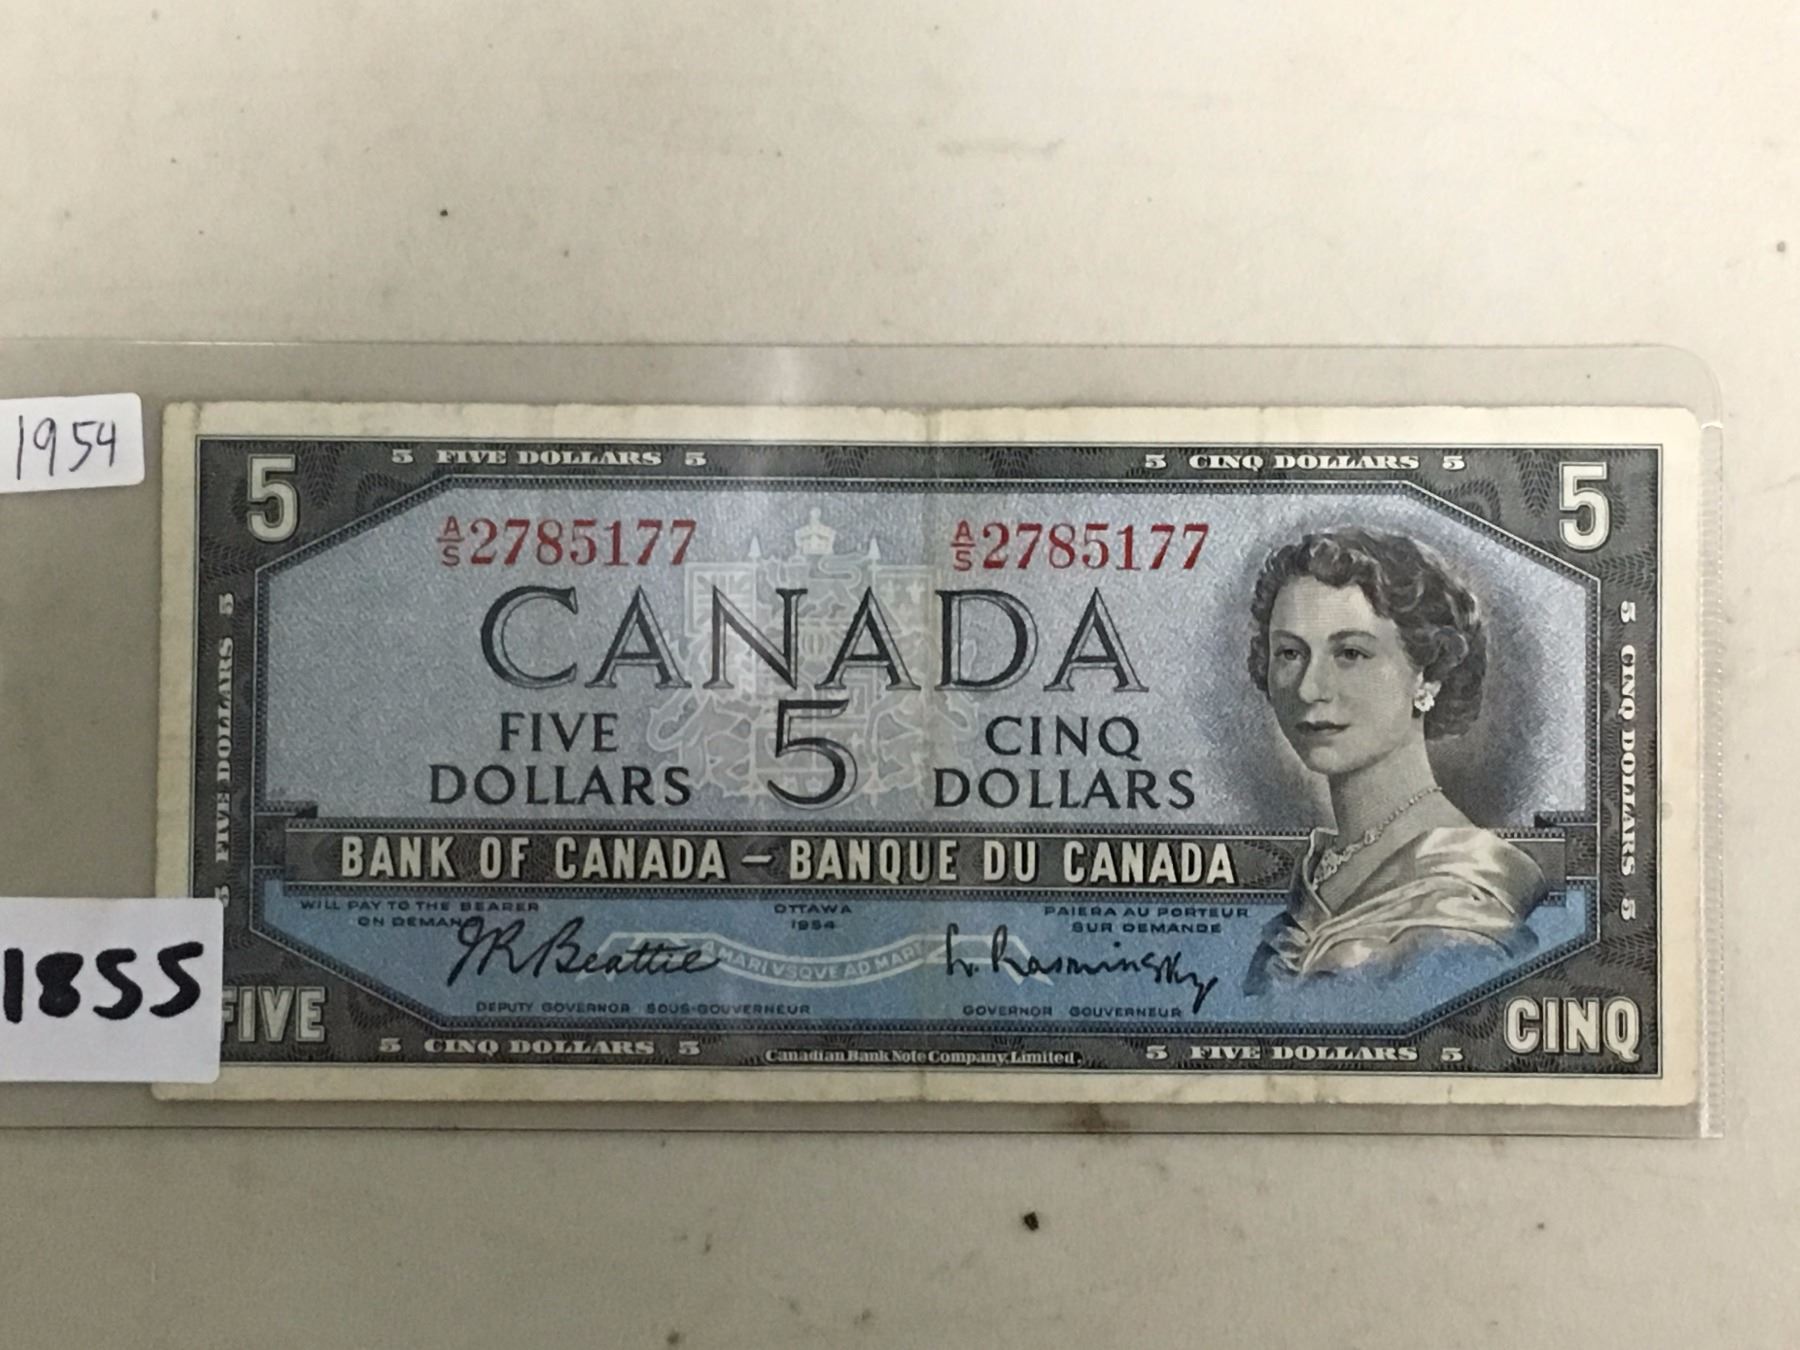 1954
1855
5 FIVE DOLLARS 5
5 CINQ DOLLARS 5
5
5
A/S 2785177
A/S 2785177
CANADA
FIVE DOLLARS 5
5 CINQ DOLLARS 5
FIVE
DOLLARS
5
CINQ
DOLLARS
BANK OF CANADA – BANQUE DU CANADA
WILL PAY TO THE BEARER
ON DEMAND
OTTAWA
1954
PAIERA AU PORTEUR
SUR DEMANDE
J R Beattie
A MARI VSQVE AD MARE
L. Rasminsky
DEPUTY GOVERNOR SOUS-GOUVERNEUR
GOVERNOR GOUVERNEUR
FIVE
CINQ
5 CINQ DOLLARS 5
Canadian Bank Note Company, Limited.
5 FIVE DOLLARS 5